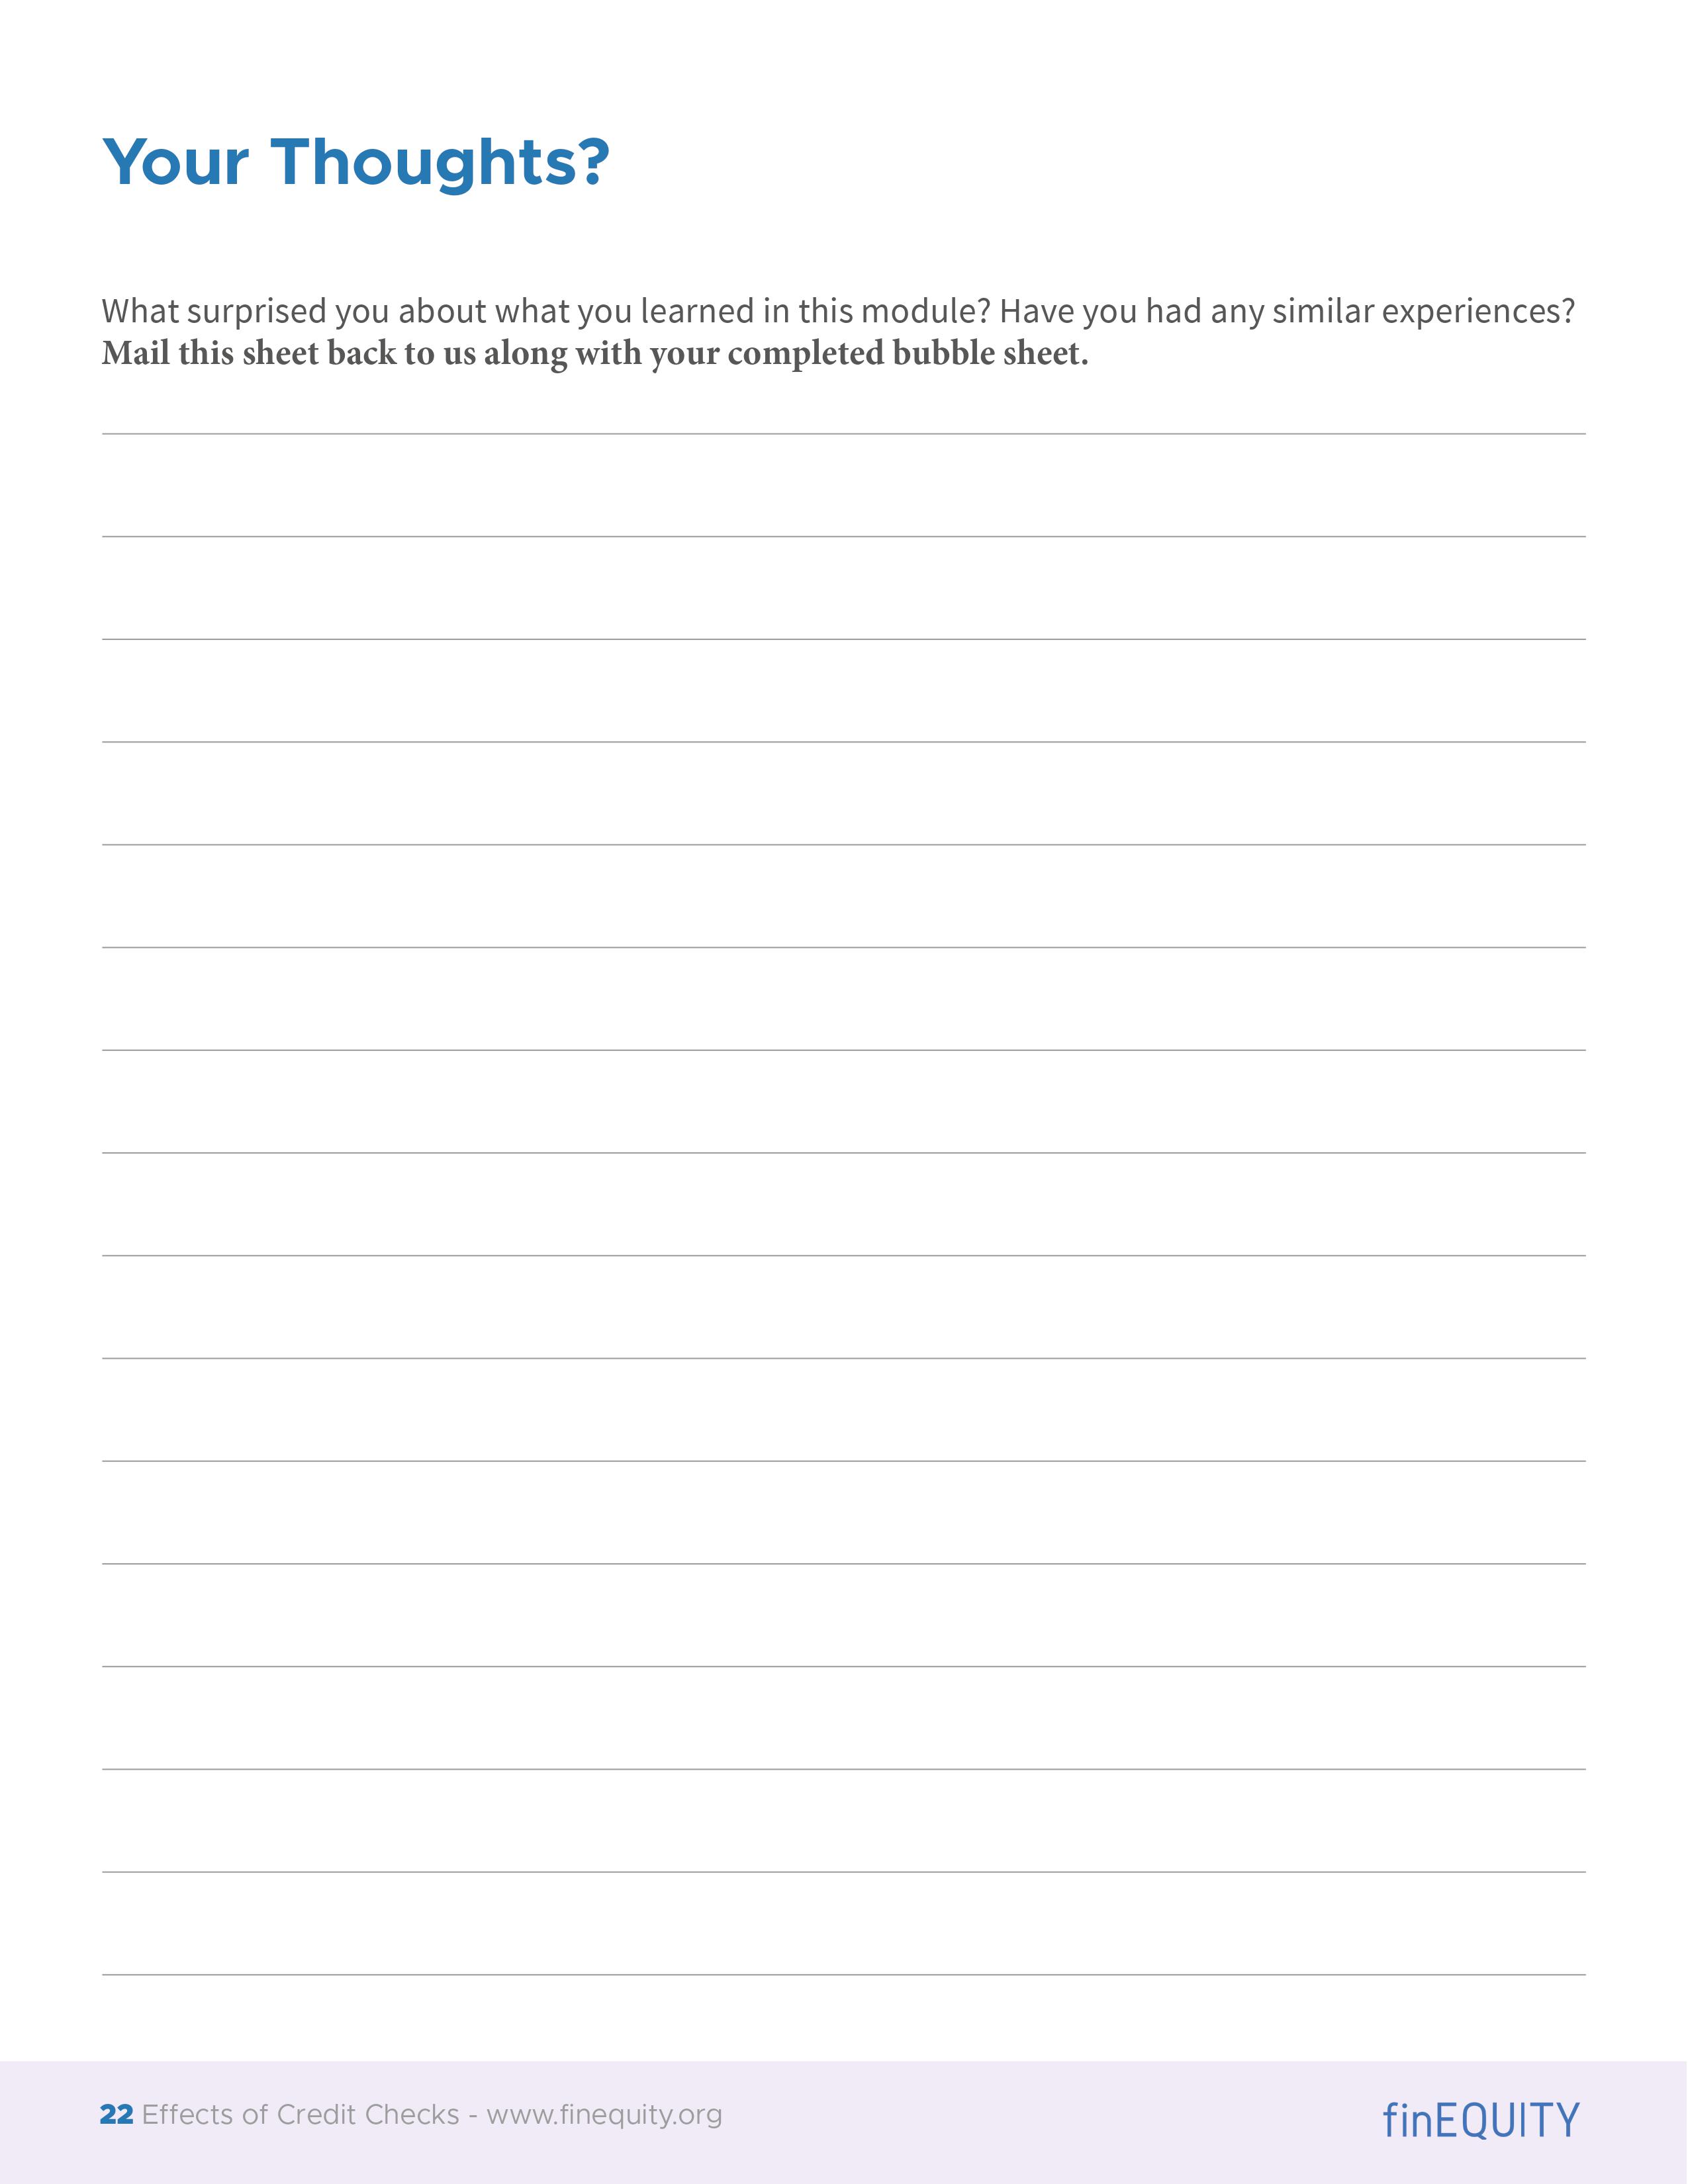 Your Thoughts?
What surprised you about what you learned in this module? Have you had any similar experiences?
Mail this sheet back to us along with your completed bubble sheet.
22 Effects of Credit Checks - www.finequity.org
finEQUITY